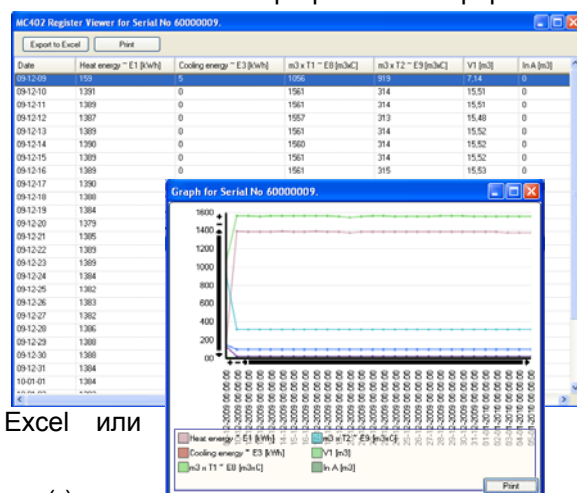 MC402 Register Viewer for Serial No 60000009.
Export to Excel Print
Date Heat energy ~ E1 [kWh] Cooling energy ~ E3 [kWh] m3 x T1 ~ E8 [m3xC] m3 x T2 ~ E9 [m3xC] V1 [m3] In A [m3]
09-12-09 159 5 1056 919 7,14 0
09-12-10 1391 0 1561 314 15,51 0
09-12-11 1389 0 1561 314 15,51 0
09-12-12 1387 0 1557 313 15,48 0
09-12-13 1389 0 1561 314 15,52 0
09-12-14 1390 0 1560 314 15,52 0
09-12-15 1389 0 1561 314 15,52 0
09-12-16 1389 0 1561 315 15,53 0
09-12-17 1390
09-12-18 1388
09-12-19 1384
09-12-20 1379
09-12-21 1385
09-12-22 1389
09-12-23 1389
09-12-24 1384
09-12-25 1382
09-12-26 1383
09-12-27 1382
09-12-28 1386
09-12-29 1388
09-12-30 1388
09-12-31 1384
10-01-01 1384
Graph for Serial No 60000009.
1600
1400
1200
1000
800
600
400
200
00
Heat energy ~ E1 [kWh] m3 x T2 ~ E9 [m3xC]
Cooling energy ~ E3 [kWh] V1 [m3]
m3 x T1 ~ E8 [m3xC] In A [m3]
Print
Excel или